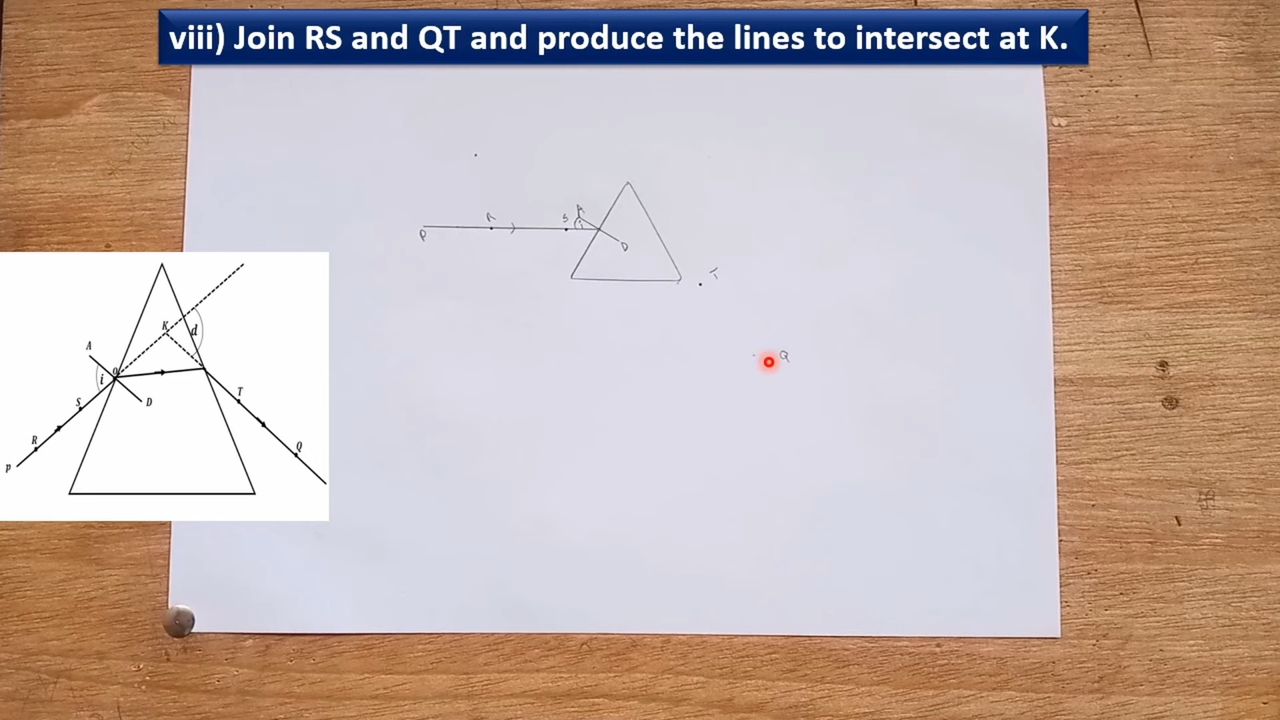 viii) Join RS and QT and produce the lines to intersect at K.
A
R
S
i
P
D
T
Q
K
d
A
O
i
D
S
T
R
Q
P